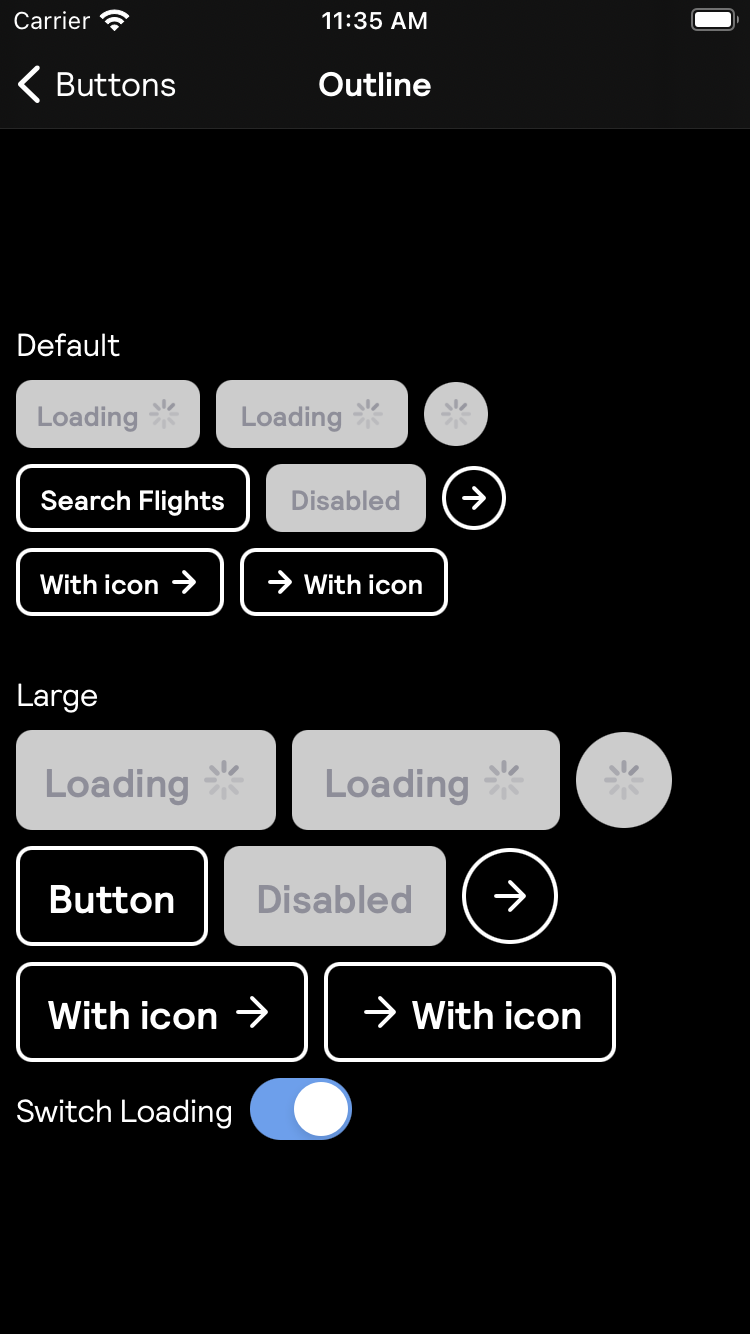 Carrier 11:35 AM
Buttons Outline
Default
Loading Loading
Search Flights Disabled
With icon With icon
Large
Loading Loading
Button Disabled
With icon With icon
Switch Loading